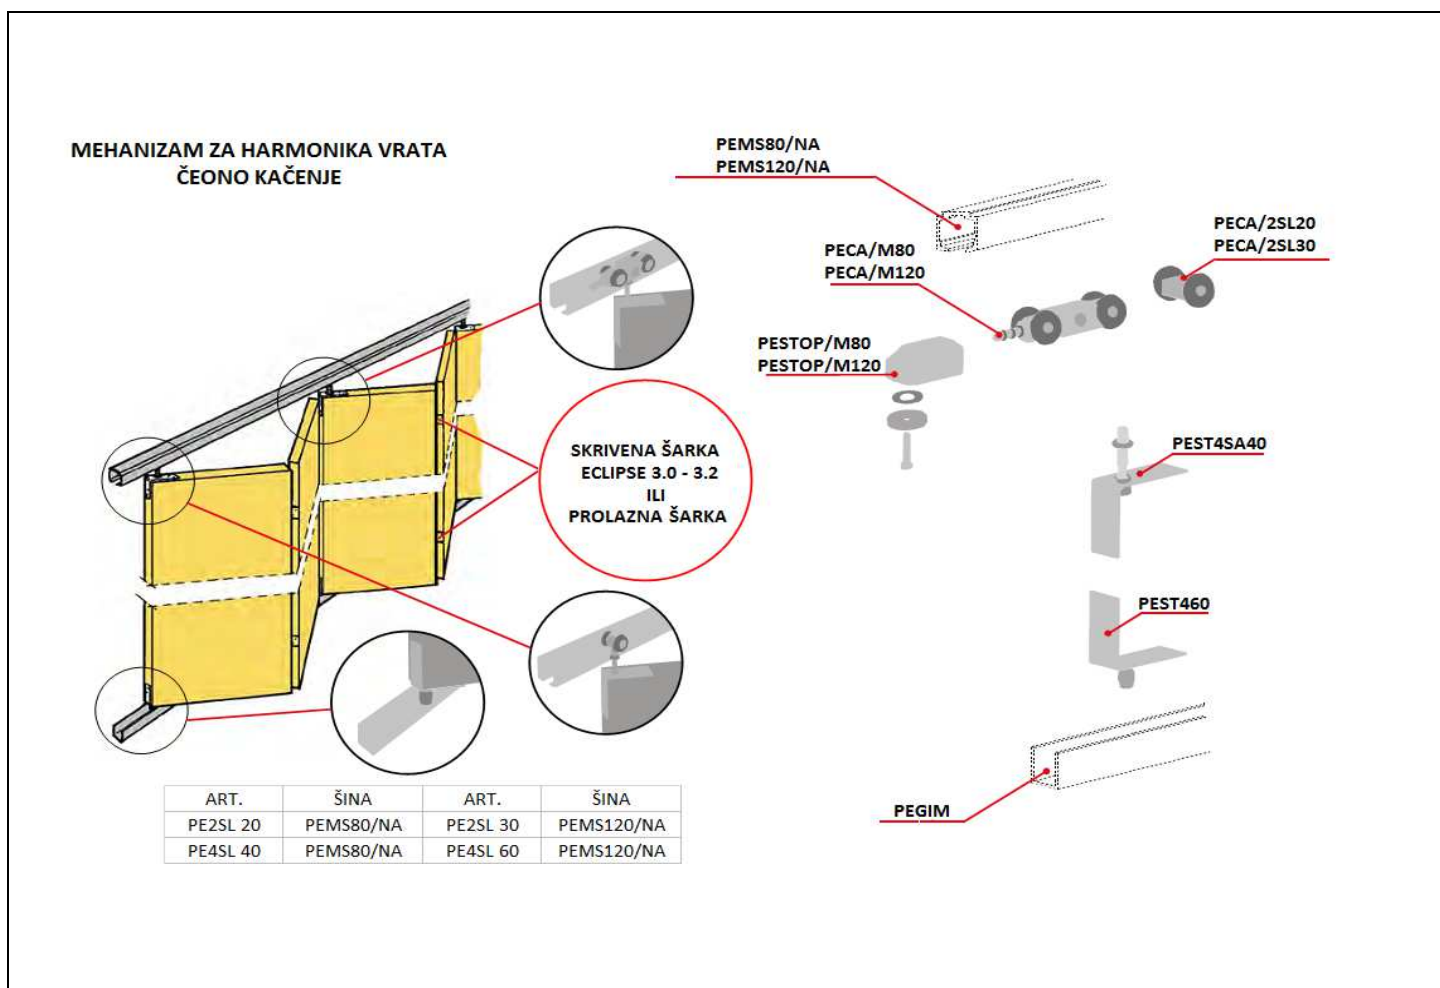 MEHANIZAM ZA HARMONIKA VRATA
ČEONO KAČENJE
PEMS80/NA
PEMS120/NA
PECA/2SL20
PECA/2SL30
PECA/M80
PECA/M120
PESTOP/M80
PESTOP/M120
SKRIVENA ŠARKA
ECLIPSE 3.0 - 3.2
ILI
PROLAZNA ŠARKA
PEST4SA40
PEST460
PEGIM
ART. ŠINA ART. ŠINA
PE2SL 20 PEMS80/NA PE2SL 30 PEMS120/NA
PE4SL 40 PEMS80/NA PE4SL 60 PEMS120/NA